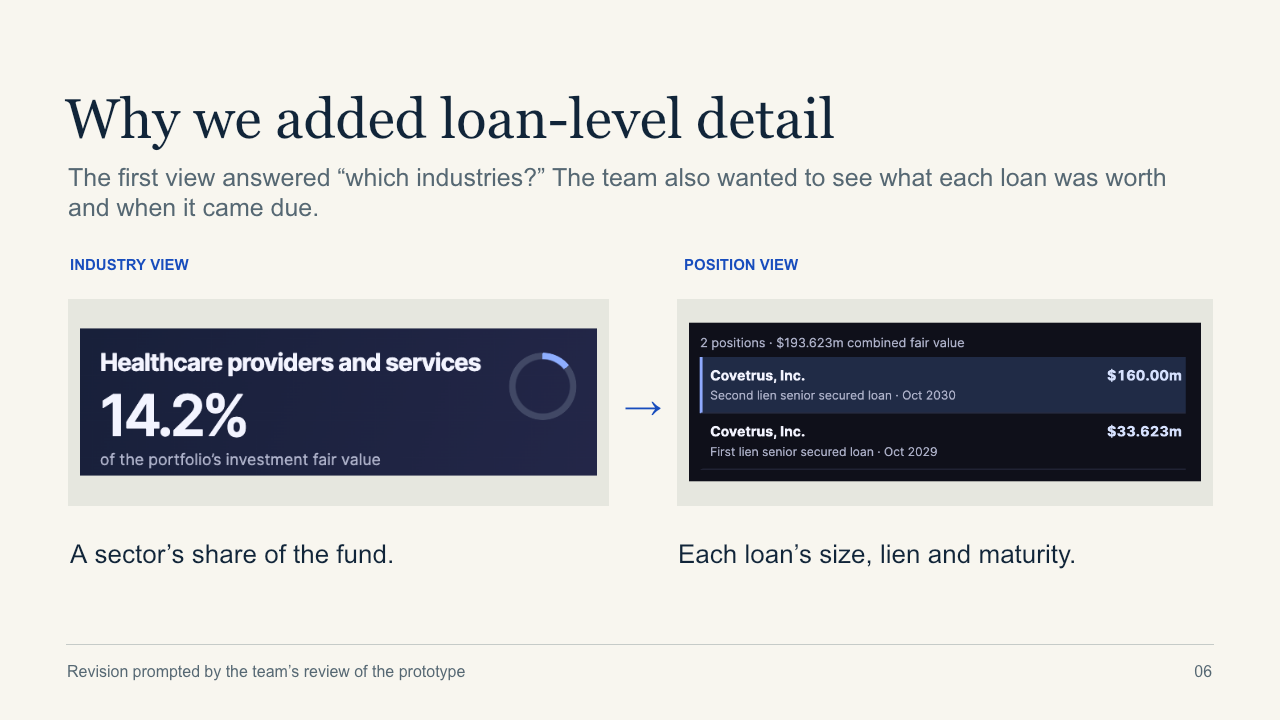 Why we added loan-level detail
The first view answered “which industries?” The team also wanted to see what each loan was worth
and when it came due.
INDUSTRY VIEW
Healthcare providers and services
14.2%
of the portfolio’s investment fair value
→
POSITION VIEW
2 positions · $193.623m combined fair value
Covetrus, Inc. $160.00m
Second lien senior secured loan · Oct 2030
Covetrus, Inc. $33.623m
First lien senior secured loan · Oct 2029
A sector’s share of the fund.
Each loan’s size, lien and maturity.
Revision prompted by the team’s review of the prototype 06